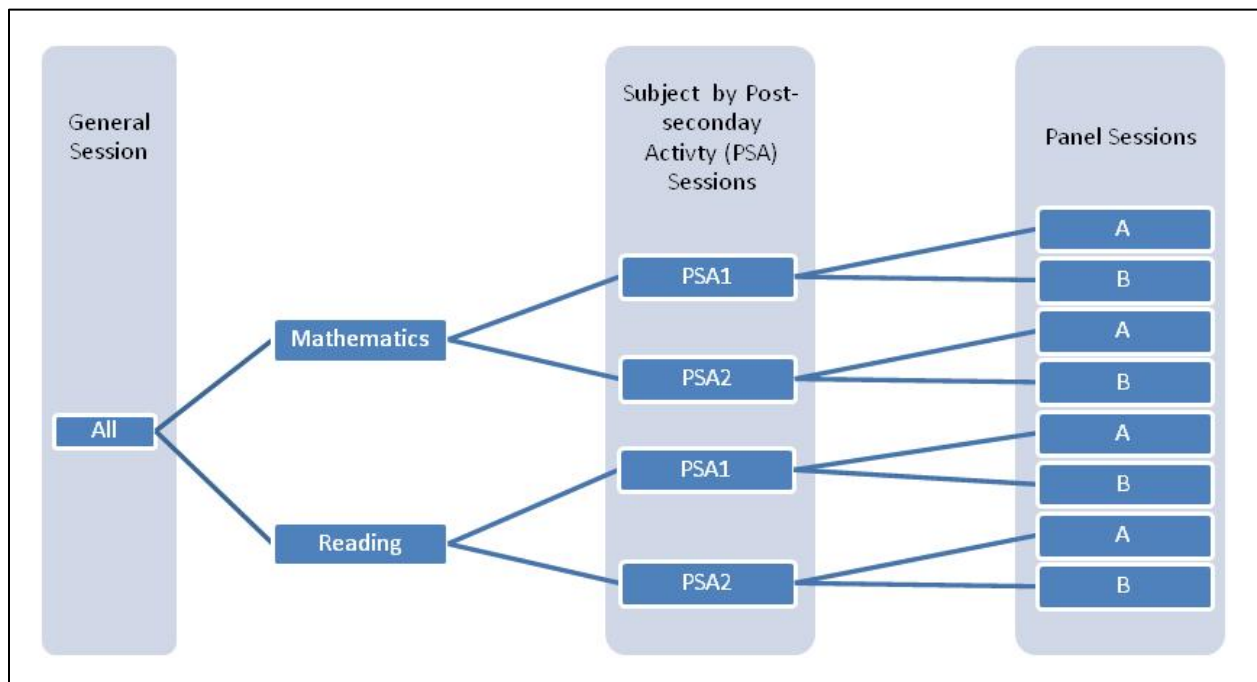 General
Session
Subject by Post-
seconday
Activty (PSA)
Sessions
Panel Sessions
A
PSA1
B
Mathematics
A
PSA2
B
All
A
PSA1
B
Reading
A
PSA2
B